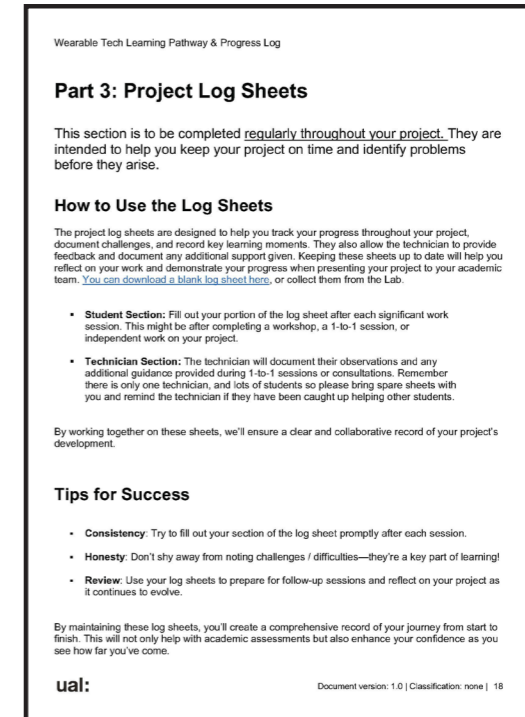 Wearable Tech Learning Pathway & Progress Log
Part 3: Project Log Sheets
This section is to be completed regularly throughout your project. They are
intended to help you keep your project on time and identify problems
before they arise.
How to Use the Log Sheets
The project log sheets are designed to help you track your progress throughout your project,
document challenges, and record key learning moments. They also allow the technician to provide
feedback and document any additional support given. Keeping these sheets up to date will help you
reflect on your work and demonstrate your progress when presenting your project to your academic
team. You can download a blank log sheet here, or collect them from the Lab.
▪ Student Section: Fill out your portion of the log sheet after each significant work
session. This might be after completing a workshop, a 1-to-1 session, or
independent work on your project.
▪ Technician Section: The technician will document their observations and any
additional guidance provided during 1-to-1 sessions or consultations. Remember
there is only one technician, and lots of students so please bring spare sheets with
you and remind the technician if they have been caught up helping other students.
By working together on these sheets, we'll ensure a clear and collaborative record of your project's
development.
Tips for Success
▪ Consistency: Try to fill out your section of the log sheet promptly after each session.
▪ Honesty: Don't shy away from noting challenges / difficulties—they're a key part of learning!
▪ Review: Use your log sheets to prepare for follow-up sessions and reflect on your project as
it continues to evolve.
By maintaining these log sheets, you'll create a comprehensive record of your journey from start to
finish. This will not only help with academic assessments but also enhance your confidence as you
see how far you've come.
ual:
Document version: 1.0 | Classification: none | 18